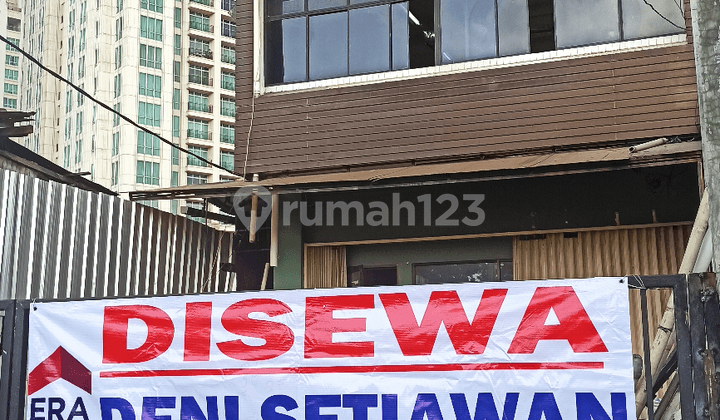 rumah123
DISEWA
ERA
DENI SETIAWAN